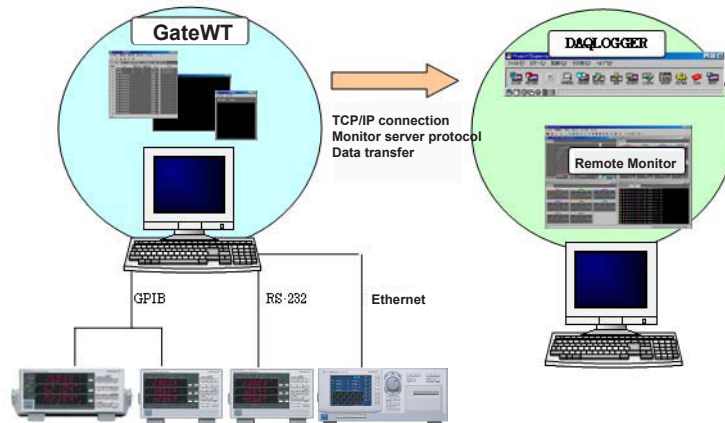 GateWT
DAQLOGGER
TCP/IP connection
Monitor server protocol
Data transfer
Remote Monitor
GPIB
RS-232
Ethernet